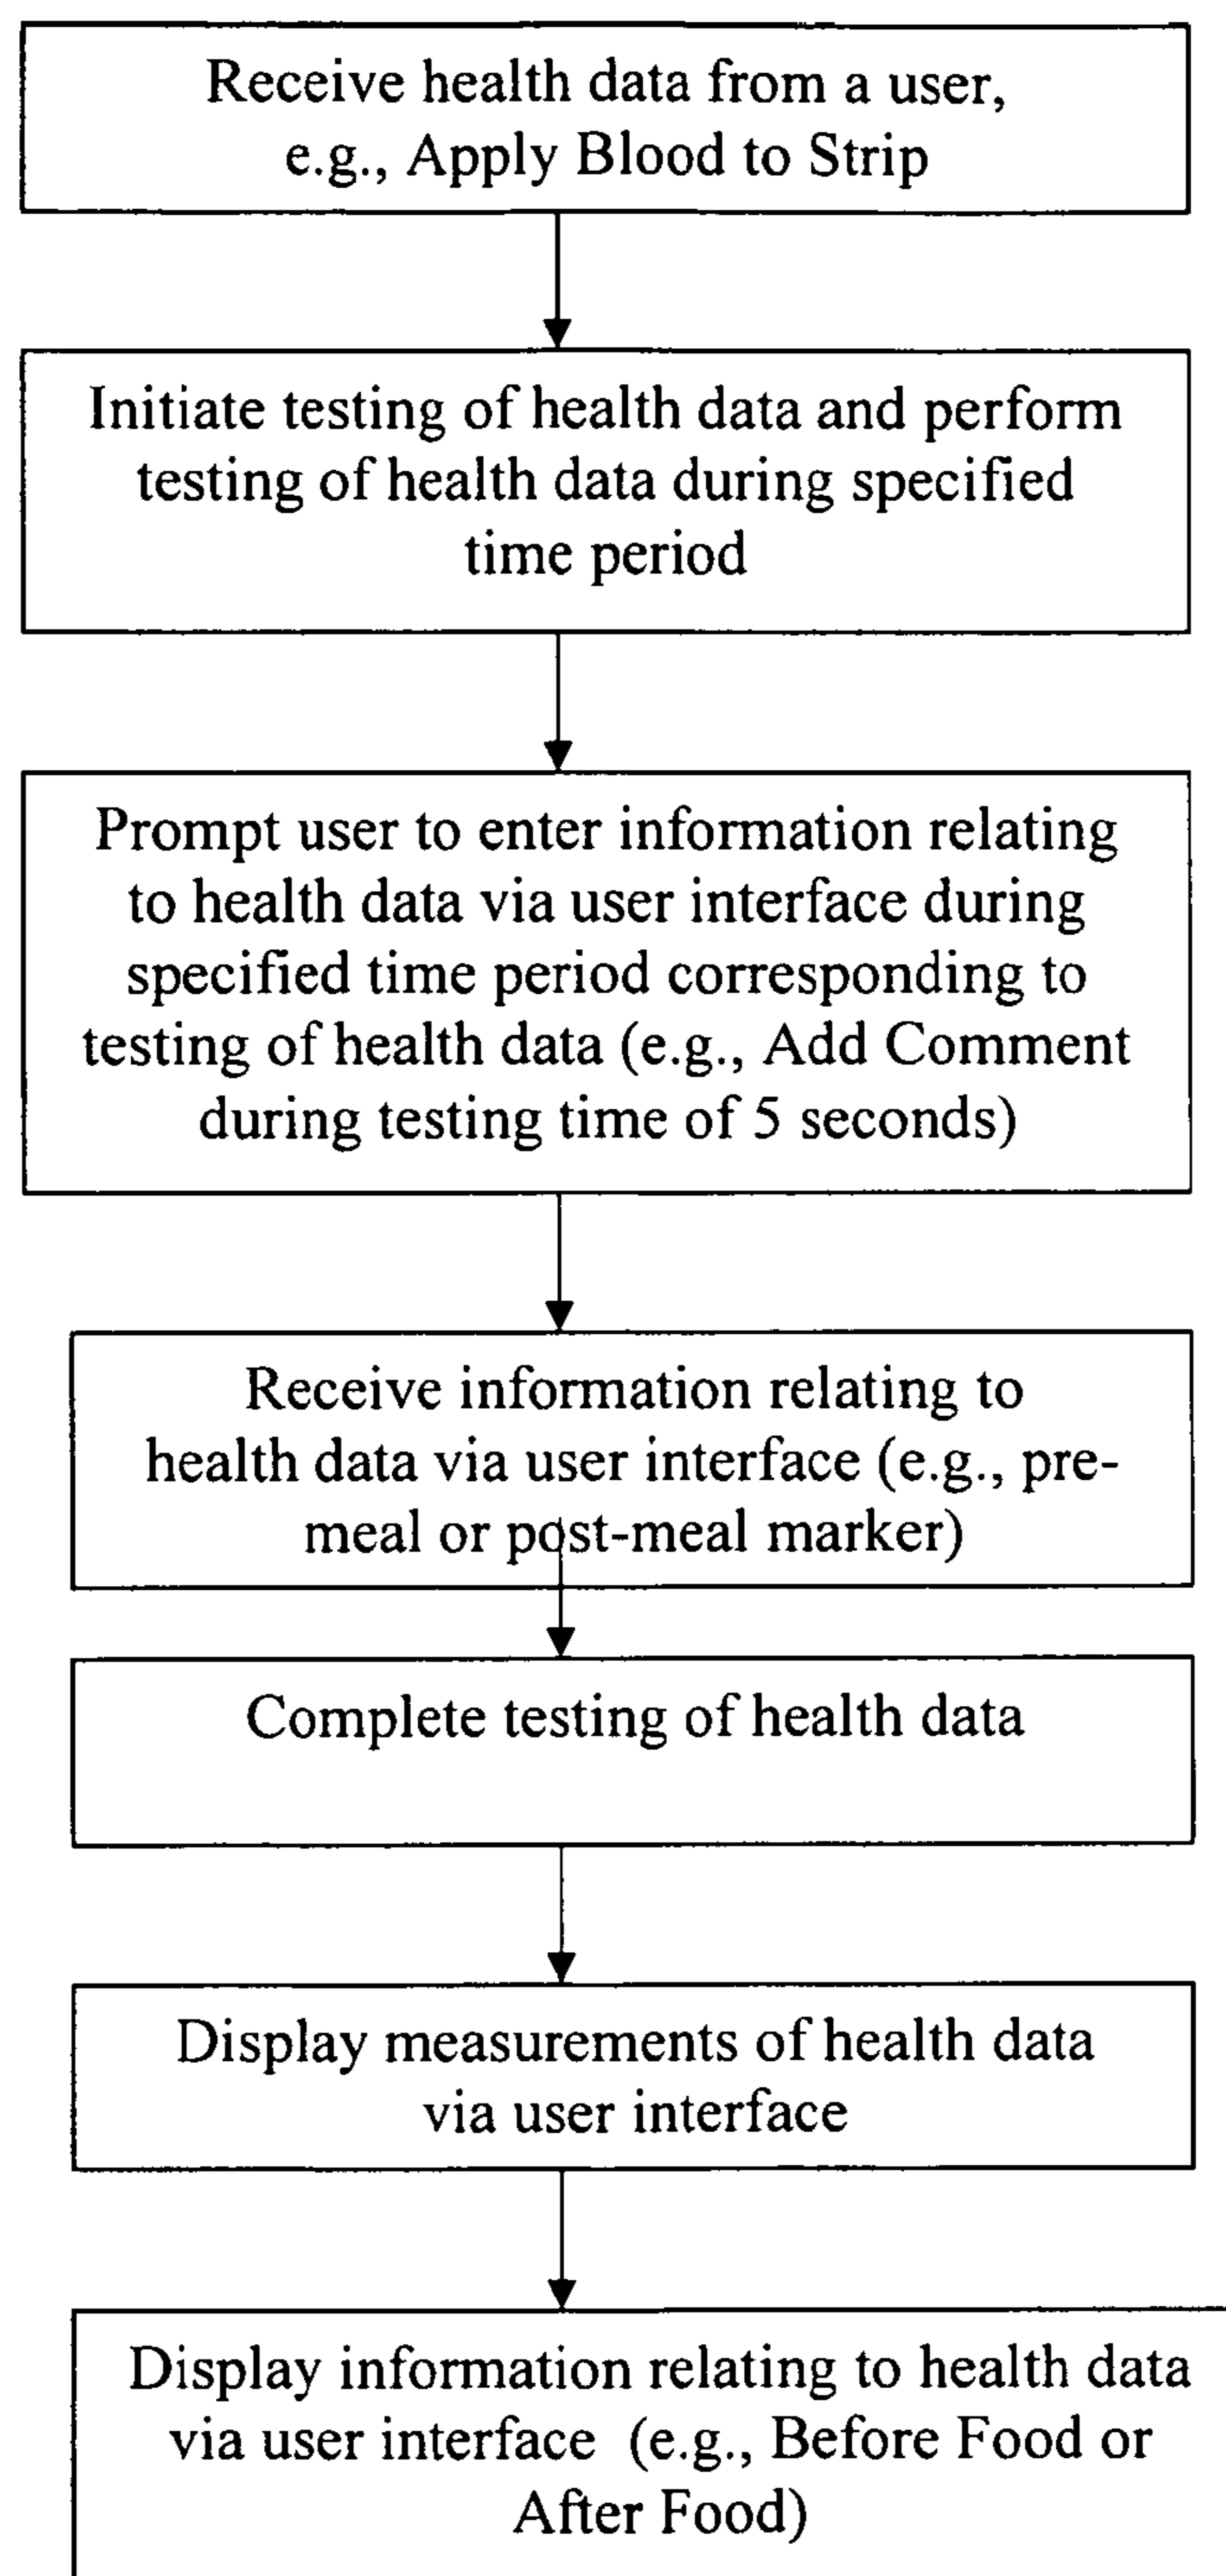 Receive health data from a user,
e.g., Apply Blood to Strip
Initiate testing of health data and perform
testing of health data during specified
time period
Prompt user to enter information relating
to health data via user interface during
specified time period corresponding to
testing of health data (e.g., Add Comment
during testing time of 5 seconds)
Receive information relating to
health data via user interface (e.g., pre-
meal or post-meal marker)
Complete testing of health data
Display measurements of health data
via user interface
Display information relating to health data
via user interface (e.g., Before Food or
After Food)